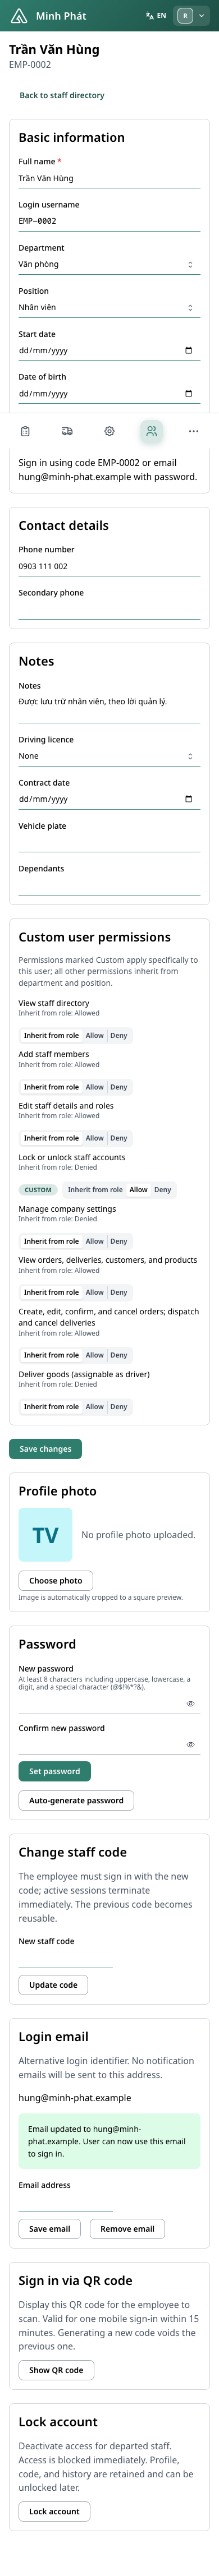 Minh Phát
EN
R
Trần Văn Hùng
EMP-0002
Back to staff directory
Basic information
Full name *
Trần Văn Hùng
Login username
EMP-0002
Department
Văn phòng
Position
Nhân viên
Start date
dd/mm/yyyy
Date of birth
dd/mm/yyyy
Sign in using code EMP-0002 or email
hung@minh-phat.example with password.
Contact details
Phone number
0903 111 002
Secondary phone
Notes
Notes
Được lưu trữ nhân viên, theo lời quản lý.
Driving licence
None
Contract date
dd/mm/yyyy
Vehicle plate
Dependants
Custom user permissions
Permissions marked Custom apply specifically to
this user; all other permissions inherit from
department and position.
View staff directory
Inherit from role: Allowed
Inherit from role Allow Deny
Add staff members
Inherit from role: Allowed
Inherit from role Allow Deny
Edit staff details and roles
Inherit from role: Allowed
Inherit from role Allow Deny
Lock or unlock staff accounts
Inherit from role: Denied
CUSTOM Inherit from role Allow Deny
Manage company settings
Inherit from role: Denied
Inherit from role Allow Deny
View orders, deliveries, customers, and products
Inherit from role: Allowed
Inherit from role Allow Deny
Create, edit, confirm, and cancel orders; dispatch
and cancel deliveries
Inherit from role: Allowed
Inherit from role Allow Deny
Deliver goods (assignable as driver)
Inherit from role: Denied
Inherit from role Allow Deny
Save changes
Profile photo
TV
No profile photo uploaded.
Choose photo
Image is automatically cropped to a square preview.
Password
New password
At least 8 characters including uppercase, lowercase, a
digit, and a special character (@$!%*?&).
Confirm new password
Set password
Auto-generate password
Change staff code
The employee must sign in with the new
code; active sessions terminate
immediately. The previous code becomes
reusable.
New staff code
Update code
Login email
Alternative login identifier. No notification
emails will be sent to this address.
hung@minh-phat.example
Email updated to hung@minh-
phat.example. User can now use this email
to sign in.
Email address
Save email Remove email
Sign in via QR code
Display this QR code for the employee to
scan. Valid for one mobile sign-in within 15
minutes. Generating a new code voids the
previous one.
Show QR code
Lock account
Deactivate access for departed staff.
Access is blocked immediately. Profile,
code, and history are retained and can be
unlocked later.
Lock account